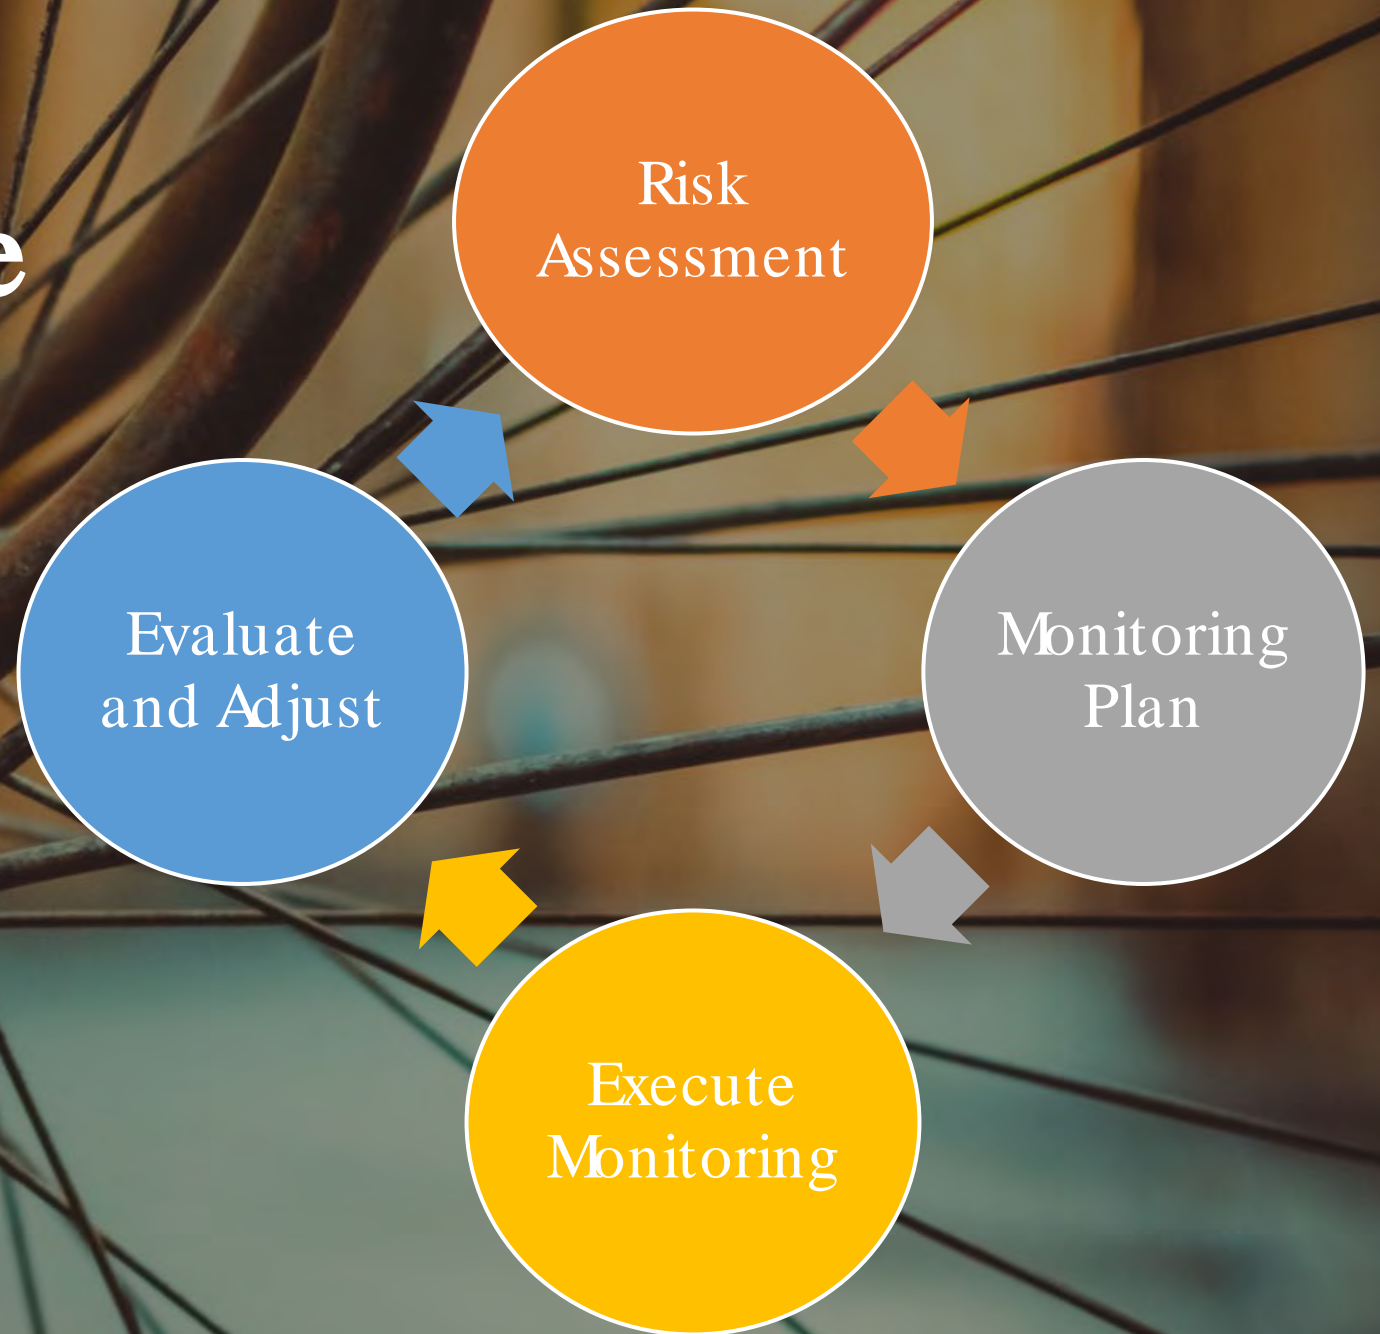 Risk
Assessment
Monitoring
Plan
Execute
Monitoring
Evaluate
and Adjust